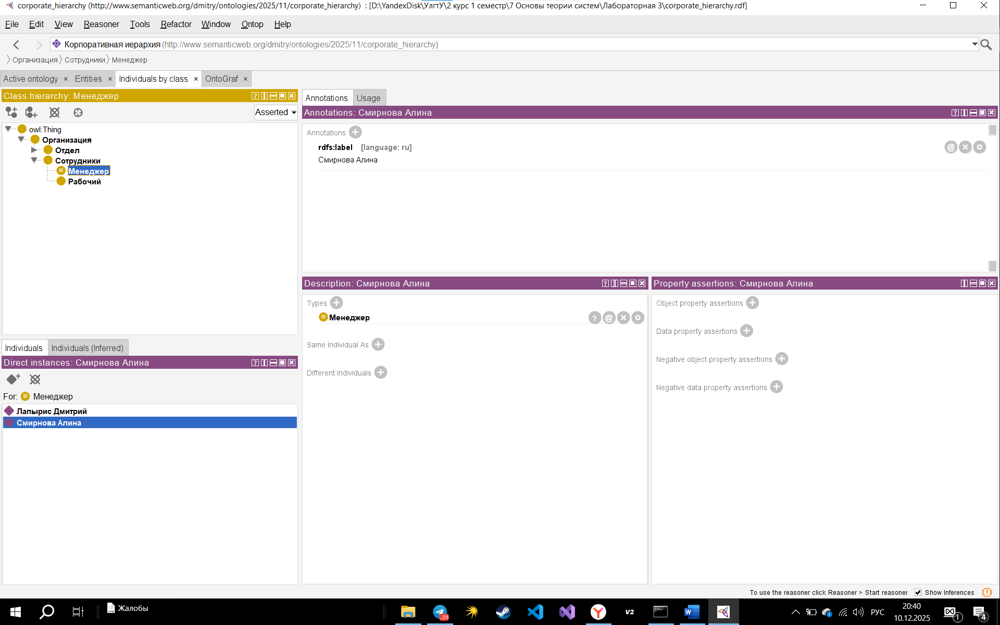 corporate_hierarchy (http://www.semanticweb.org/dmitry/ontologies/2025/11/corporate_hierarchy) : [D:\YandexDisk\УлгтУ\2 курс 1 семестр\7 Основы теории систем\Лабораторная 3\corporate_hierarchy.rdf]
File Edit View Reasoner Tools Refactor Window Ontop Help
Корпоративная иерархия (http://www.semanticweb.org/dmitry/ontologies/2025/11/corporate_hierarchy)
Организация Сотрудники Менеджер
Active ontology × Entities × Individuals by class × OntoGraf ×
Class hierarchy: Менеджер
Asserted
owl:Thing
Организация
Отдел
Сотрудники
Менеджер
Рабочий
Annotations Usage
Annotations: Смирнова Алина
Annotations
rdfs:label [language: ru]
Смирнова Алина
Individuals Individuals (Inferred)
Direct instances: Смирнова Алина
For: Менеджер
Лапырис Дмитрий
Смирнова Алина
Description: Смирнова Алина
Types
Менеджер
Same Individual As
Different Individuals
Property assertions: Смирнова Алина
Object property assertions
Data property assertions
Negative object property assertions
Negative data property assertions
To use the reasoner click Reasoner > Start reasoner Show Inferences
Жалобы
..09
V2
РУС
20:40
10.12.2025
1
4